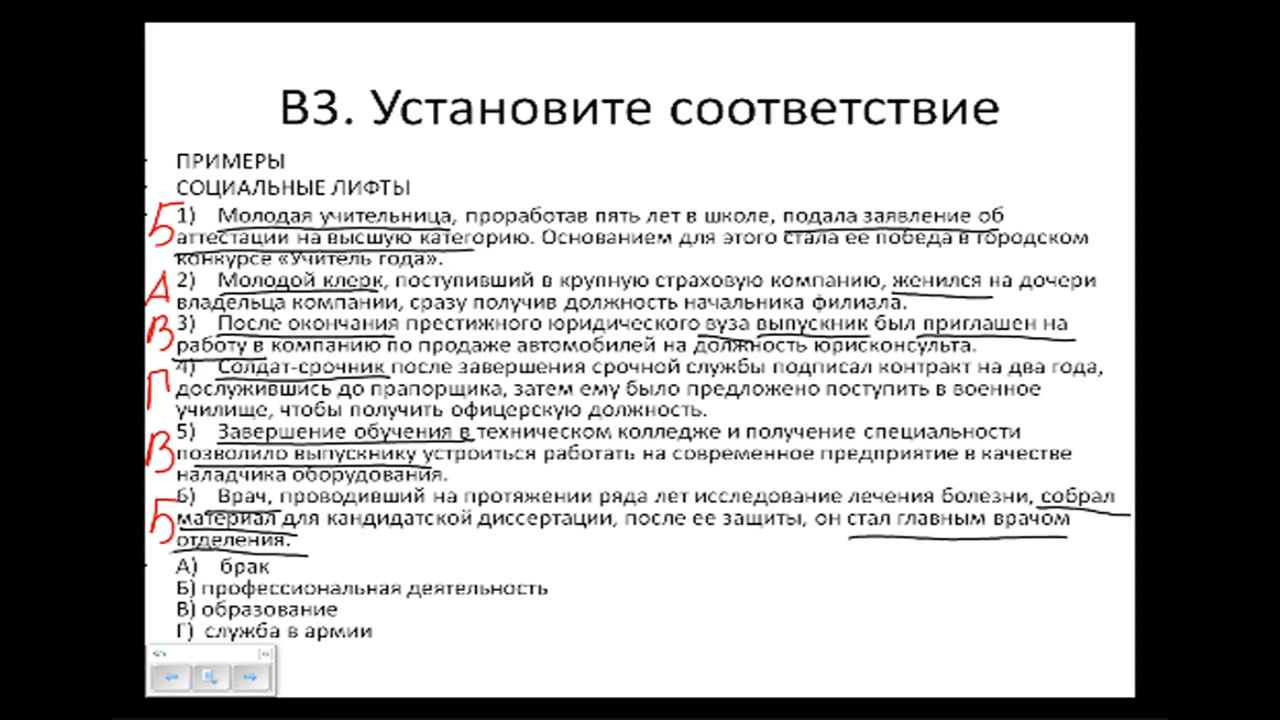 В3. Установите соответствие
ПРИМЕРЫ
СОЦИАЛЬНЫЕ ЛИФТЫ
Б 1) Молодая учительница, проработав пять лет в школе, подала заявление об
аттестации на высшую категорию. Основанием для этого стала ее победа в городском
конкурсе «Учитель года».
А 2) Молодой клерк, поступивший в крупную страховую компанию, женился на дочери
владельца компании, сразу получив должность начальника филиала.
В 3) После окончания престижного юридического вуза выпускник был приглашен на
работу в компанию по продаже автомобилей на должность юрисконсульта.
Г 4) Солдат-срочник после завершения срочной службы подписал контракт на два года,
дослужившись до прапорщика, затем ему было предложено поступить в военное
училище, чтобы получить офицерскую должность.
В 5) Завершение обучения в техническом колледже и получение специальности
позволило выпускнику устроиться работать на современное предприятие в качестве
наладчика оборудования.
Б 6) Врач, проводивший на протяжении ряда лет исследование лечения болезни, собрал
материал для кандидатской диссертации, после ее защиты, он стал главным врачом
отделения.
А) брак
Б) профессиональная деятельность
В) образование
Г) служба в армии